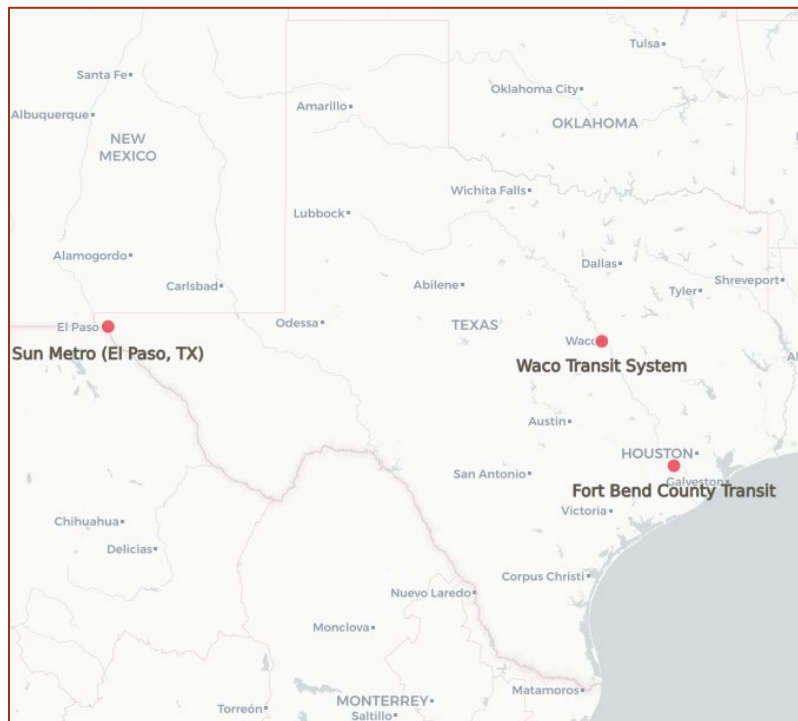 Tulsa
Santa Fe
Amarillo
Oklahoma City
Albuquerque
OKLAHOMA
NEW
MEXICO
Wichita Falls
Lubbock
Alamogordo
Dallas
Carlsbad
Abilene
Tyler
Shreveport
El Paso
Odessa
TEXAS
Waco
Sun Metro (El Paso, TX)
Waco Transit System
Austin
HOUSTON
San Antonio
Galveston
Fort Bend County Transit
Victoria
Chihuahua
Delicias
Corpus Christi
Nuevo Laredo
Monclova
Matamoros
MONTERREY
Torreón
Saltillo